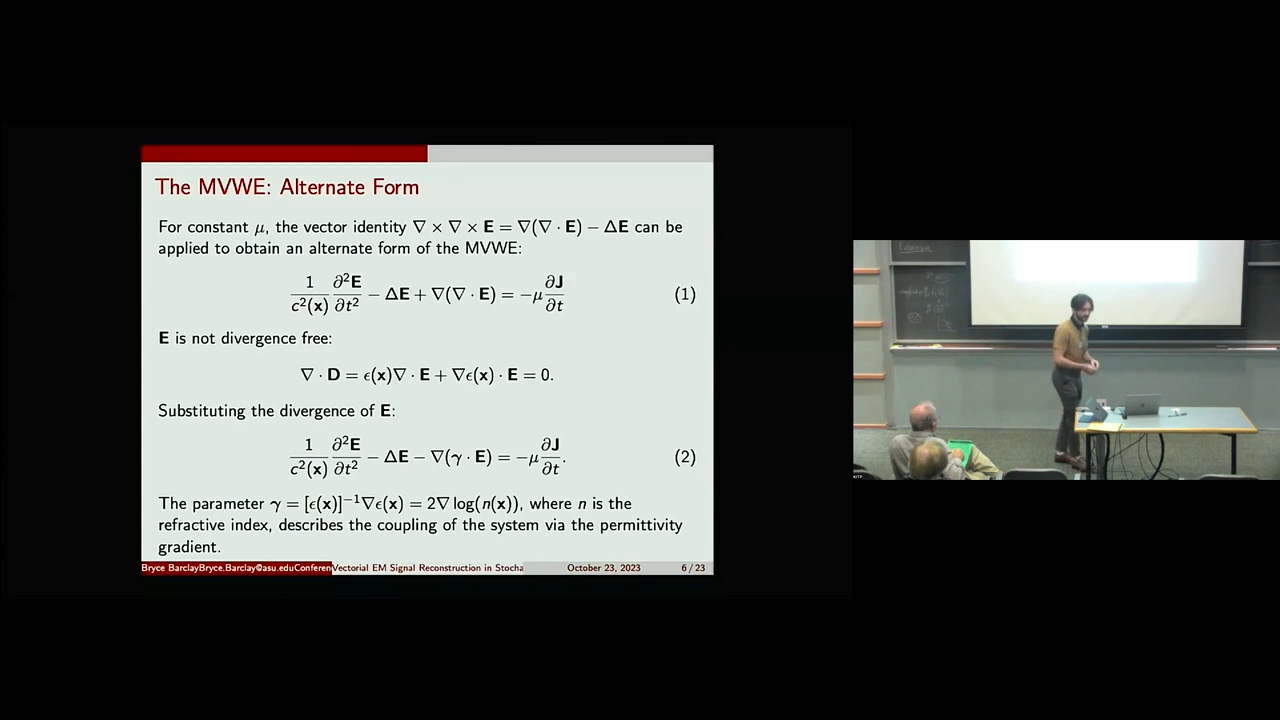 The MVWE: Alternate Form
For constant μ, the vector identity ∇ × ∇ × E = ∇(∇ · E) − ΔE can be
applied to obtain an alternate form of the MVWE:
1/c²(x) ∂²E/∂t² − ΔE + ∇(∇ · E) = −μ ∂J/∂t (1)
E is not divergence free:
∇ · D = ϵ(x)∇ · E + ∇ϵ(x) · E = 0.
Substituting the divergence of E:
1/c²(x) ∂²E/∂t² − ΔE − ∇(γ · E) = −μ ∂J/∂t. (2)
The parameter γ = [ϵ(x)]⁻¹∇ϵ(x) = 2∇ log(n(x)), where n is the
refractive index, describes the coupling of the system via the permittivity
gradient.
Bryce BarclayBryce.Barclay@asu.eduConferen Vectorial EM Signal Reconstruction in Stocha October 23, 2023 6 / 23
KITP